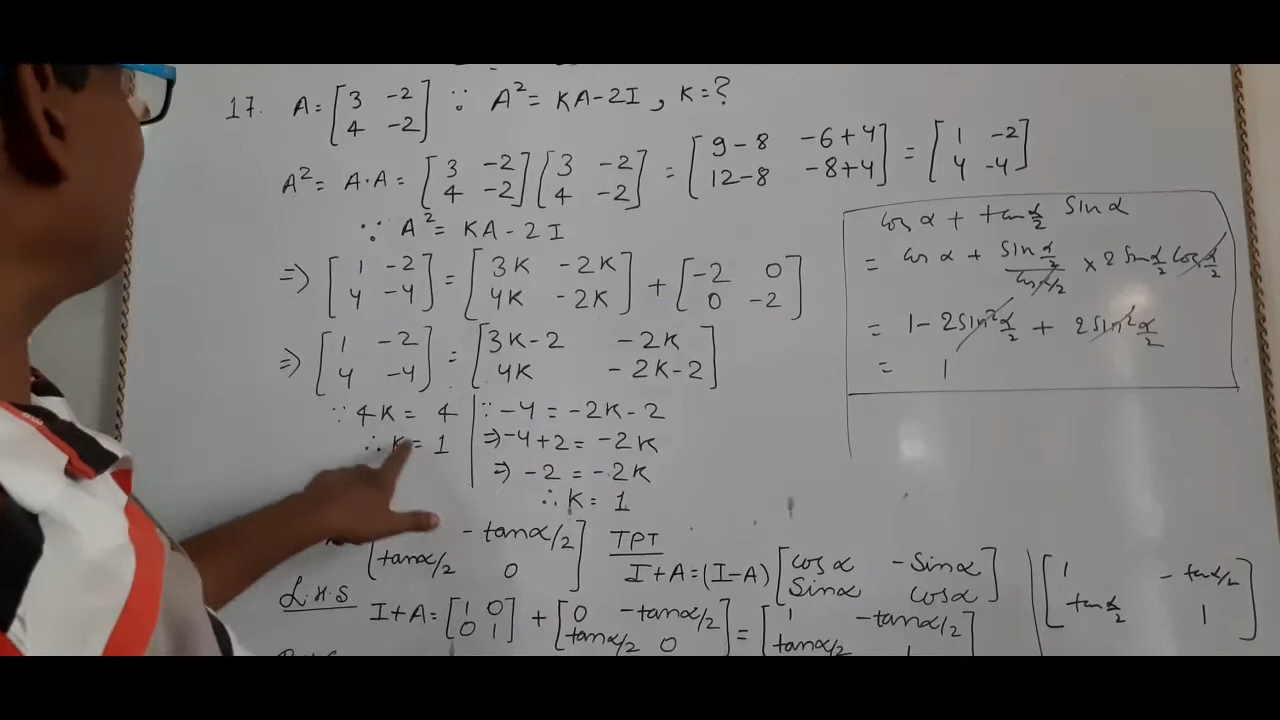 17. A = [3 -2 4 -2] ∵ A² = KA - 2I, K = ?
A² = A·A = [3 -2 4 -2] [3 -2 4 -2] = [9-8 -6+4 12-8 -8+4] = [1 -2 4 -4]
∵ A² = KA - 2I
⇒ [1 -2 4 -4] = [3K -2K 4K -2K] + [-2 0 0 -2]
⇒ [1 -2 4 -4] = [3K-2 -2K 4K -2K-2]
∵ 4K = 4
∴ K = 1
∵ -4 = -2K-2
⇒ -4+2 = -2K
⇒ -2 = -2K
∴ K = 1
cos α + tan α/2 Sin α
= cos α + Sin α/2 / cos α/2 × 2 Sin α/2 cos α/2
= 1 - 2Sin² α/2 + 2Sin² α/2
= 1
-tan α/2
tan α/2 0
TPT
I+A = (I-A) [cos α -Sin α Sin α cos α]
L.H.S
I+A = [1 0 0 1] + [0 -tan α/2 tan α/2 0] = [1 -tan α/2 tan α/2
[1 -tan α/2 tan α/2 1]